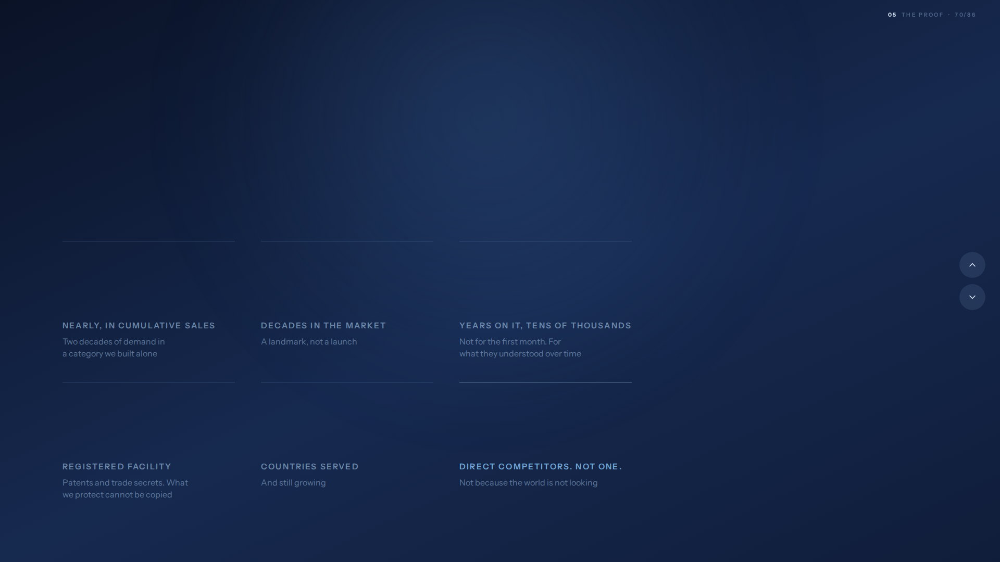 05 THE PROOF · 70/86
NEARLY, IN CUMULATIVE SALES
Two decades of demand in
a category we built alone
DECADES IN THE MARKET
A landmark, not a launch
YEARS ON IT, TENS OF THOUSANDS
Not for the first month. For
what they understood over time
REGISTERED FACILITY
Patents and trade secrets. What
we protect cannot be copied
COUNTRIES SERVED
And still growing
DIRECT COMPETITORS. NOT ONE.
Not because the world is not looking